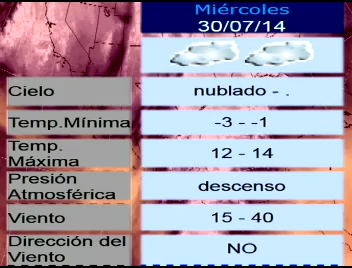 Miércoles
30/07/14
Cielo nublado - .
Temp.Mínima -3 - -1
Temp.
Máxima 12 - 14
Presión
Atmosférica descenso
Viento 15 - 40
Dirección del
Viento NO